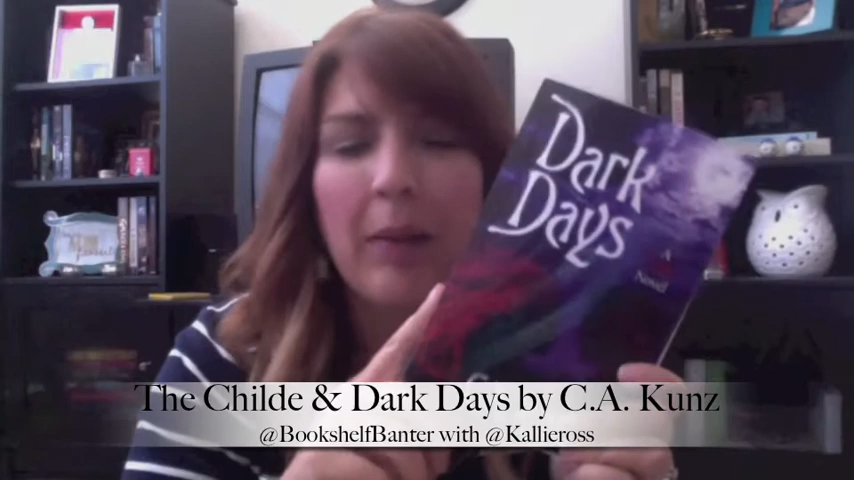 Dark
Days
A
Novel
The Childe & Dark Days by C.A. Kunz
@BookshelfBanter with @Kallieross